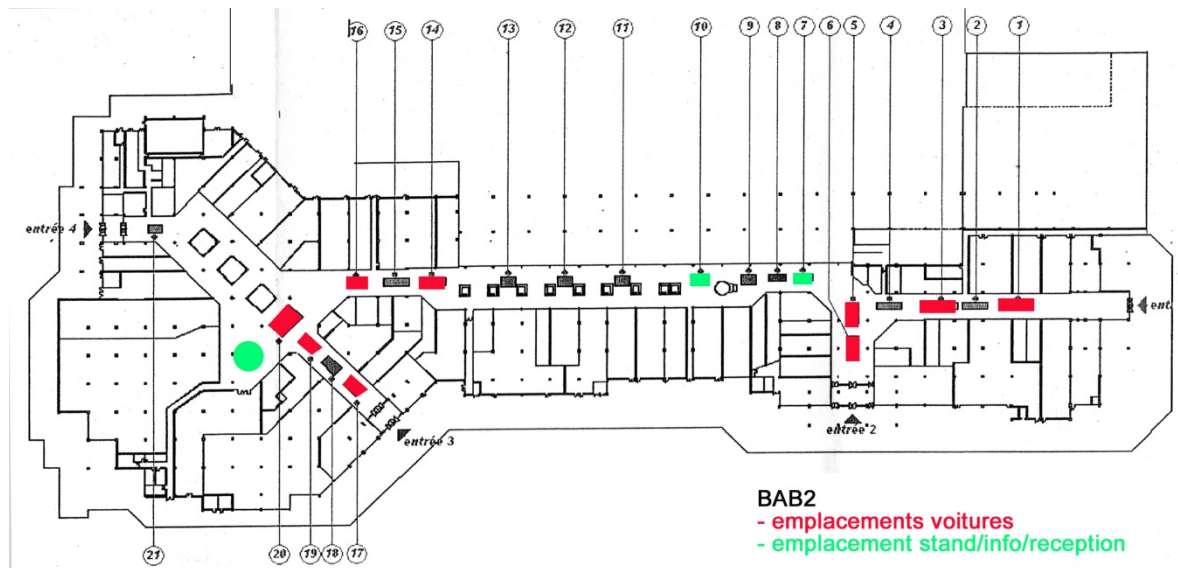 16 15 14 13 12 11 10 9 8 7 6 5 4 3 2 1
entrée 4
ent.
entrée 2
entrée 3
BAB2
- emplacements voitures
- emplacement stand/info/reception
21 20 19 18 17